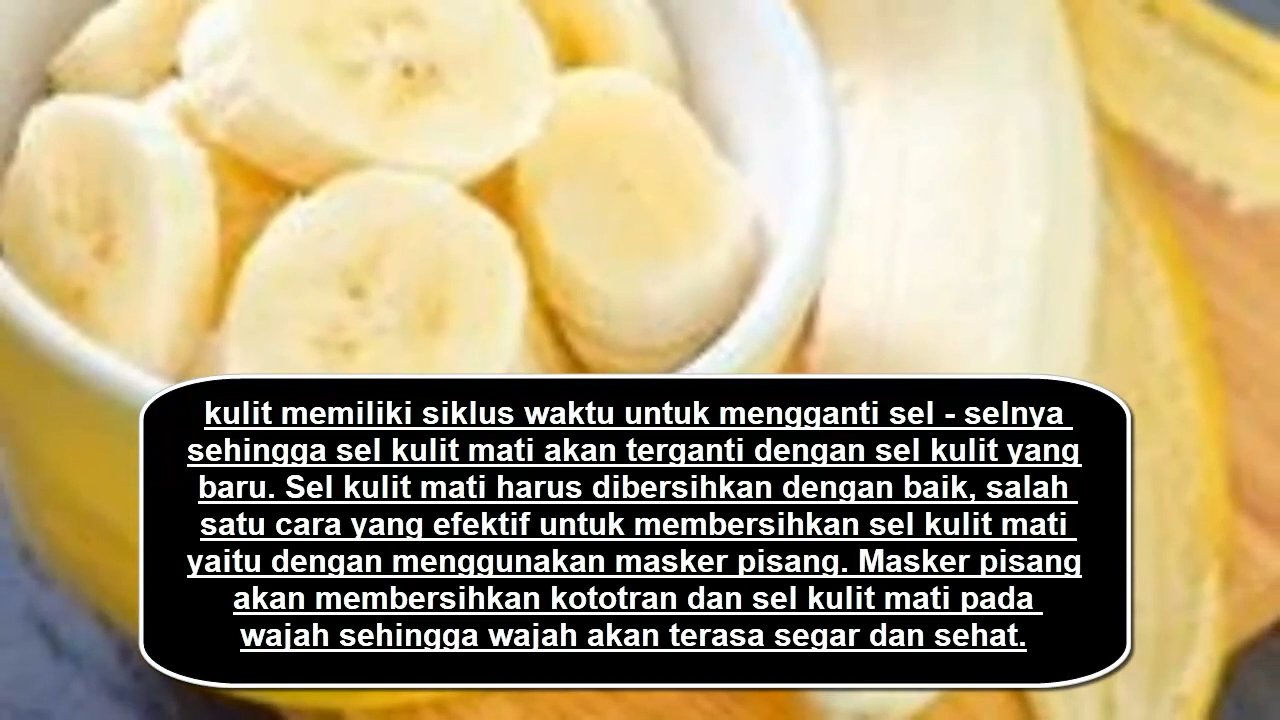 kulit memiliki siklus waktu untuk mengganti sel - selnya
sehingga sel kulit mati akan terganti dengan sel kulit yang
baru. Sel kulit mati harus dibersihkan dengan baik, salah
satu cara yang efektif untuk membersihkan sel kulit mati
yaitu dengan menggunakan masker pisang. Masker pisang
akan membersihkan kototran dan sel kulit mati pada
wajah sehingga wajah akan terasa segar dan sehat.